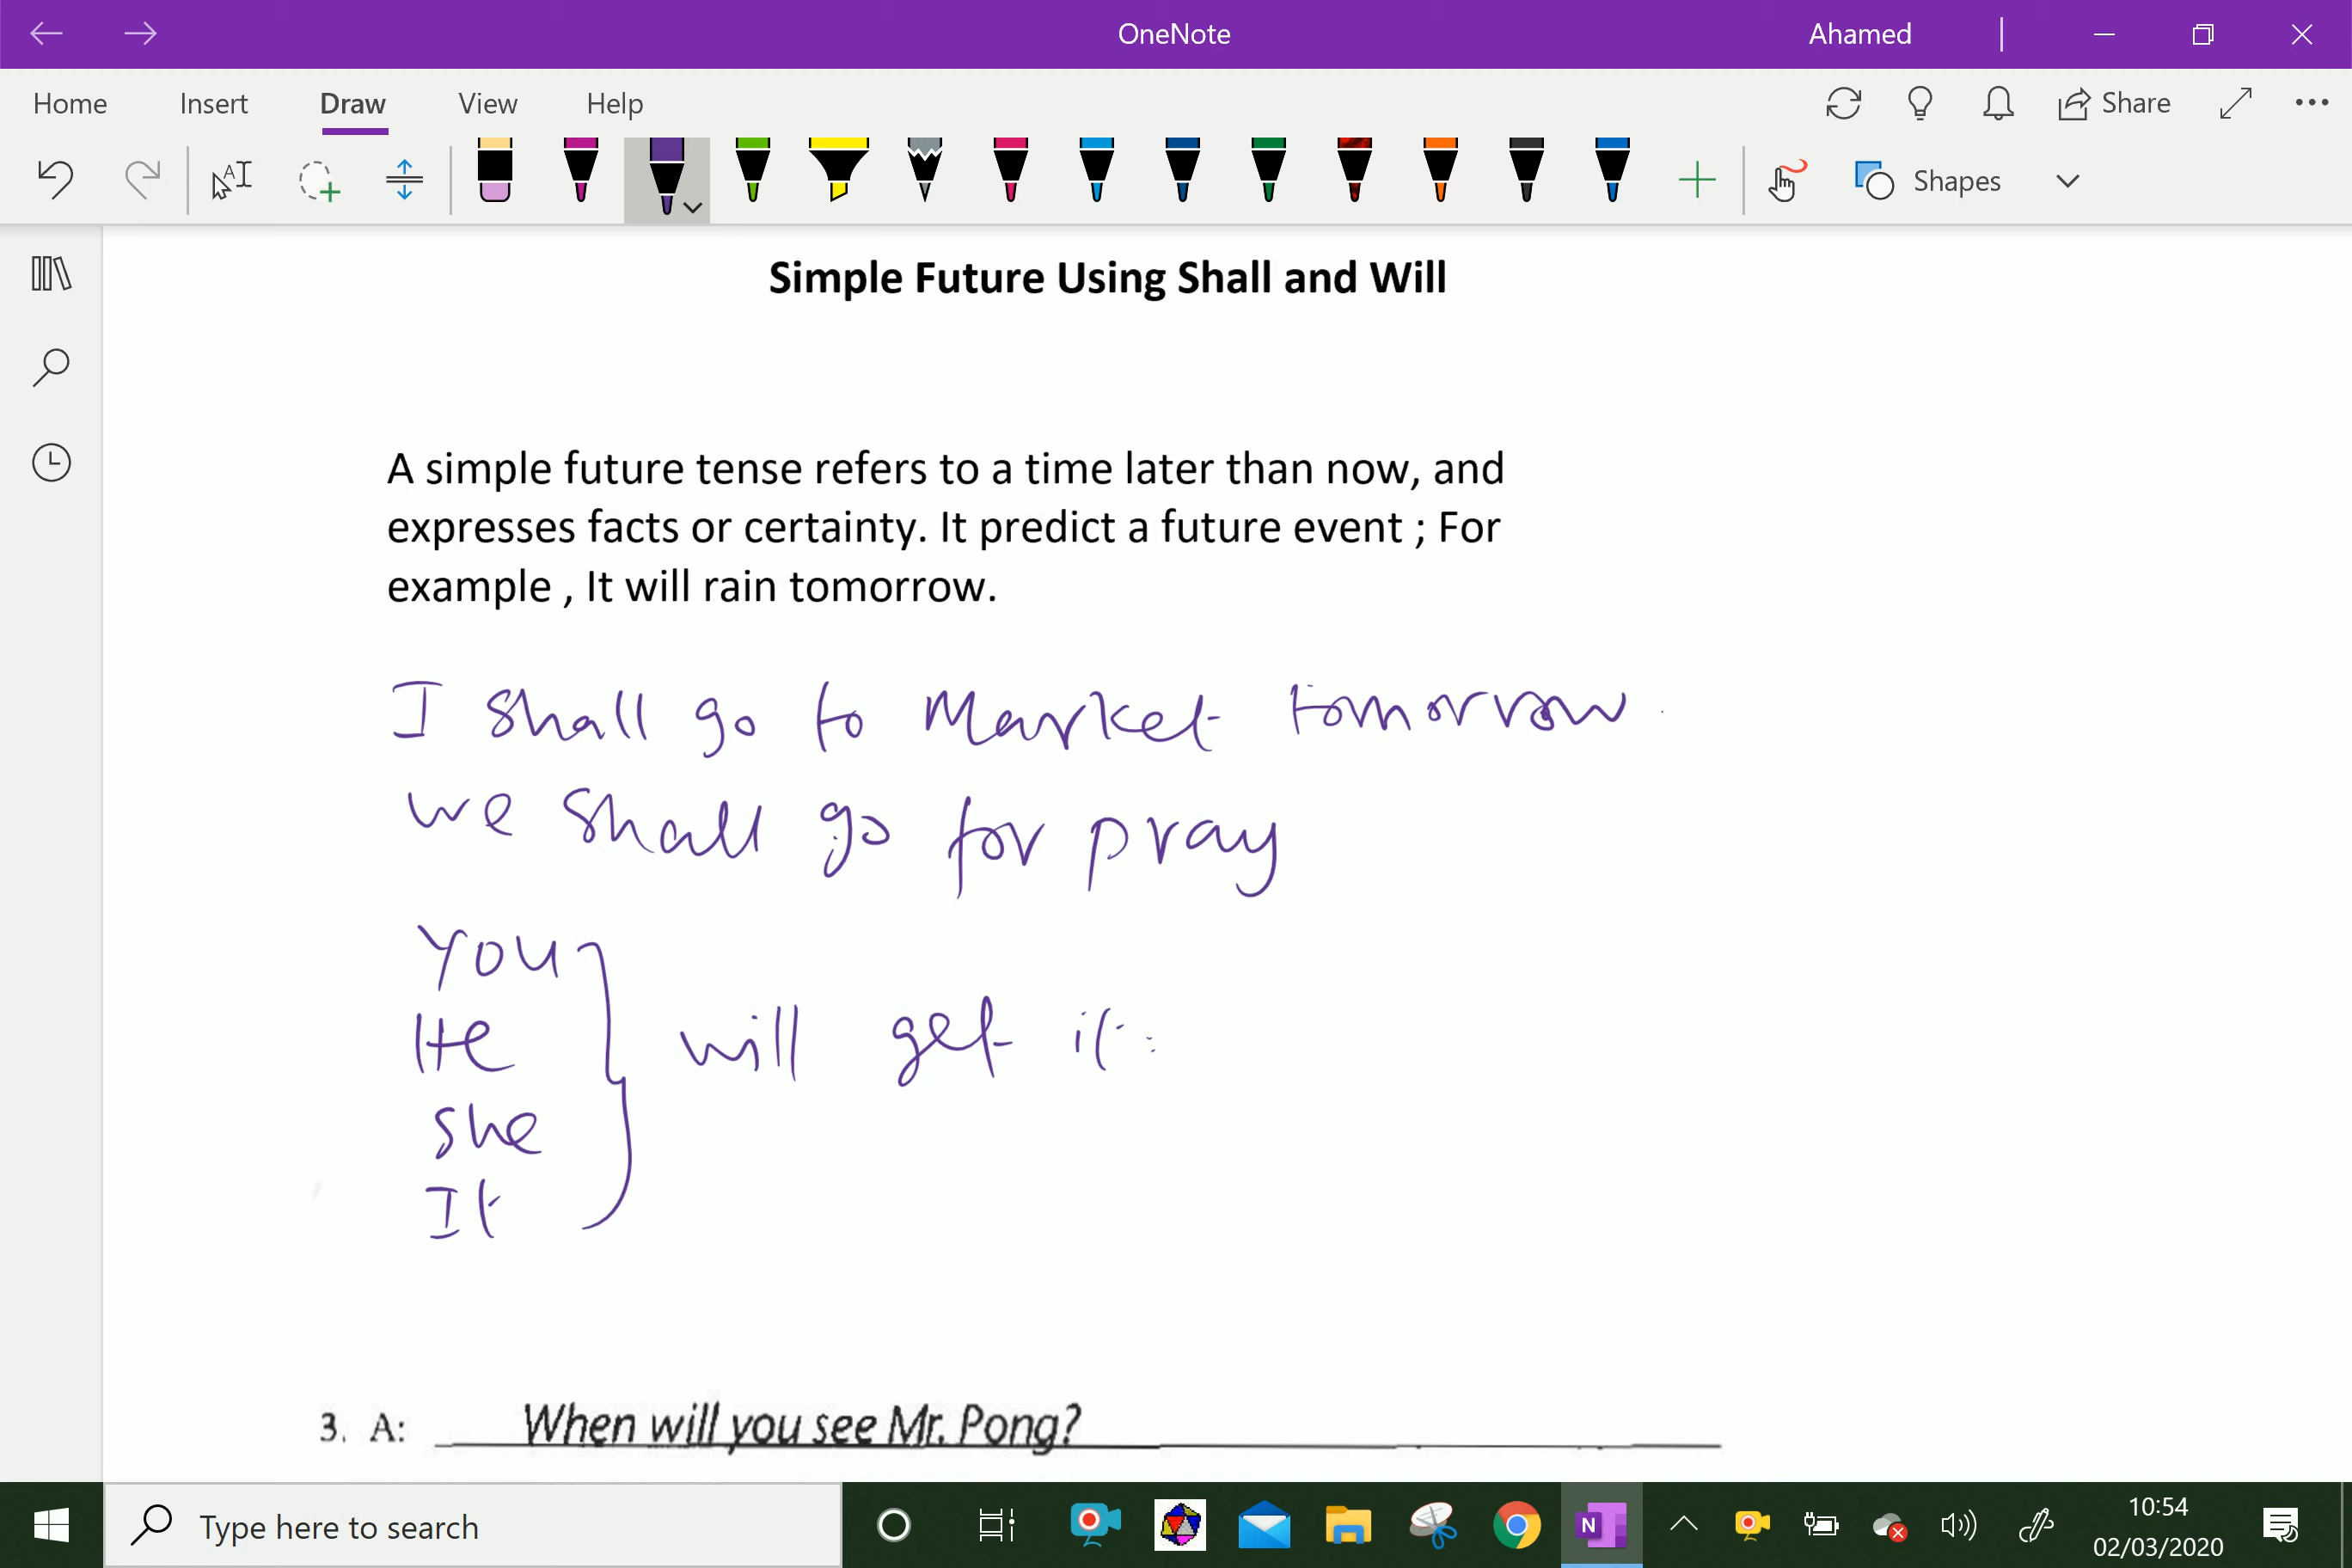 OneNote
Ahamed
Home Insert Draw View Help
Share
Shapes
Simple Future Using Shall and Will
A simple future tense refers to a time later than now, and
expresses facts or certainty. It predict a future event ; For
example , It will rain tomorrow.
I shall go to Market tomorrow.
we shall go for pray
You
He
will get it.
she
It
3. A: When will you see Mr. Pong?
Type here to search
N
10:54
02/03/2020